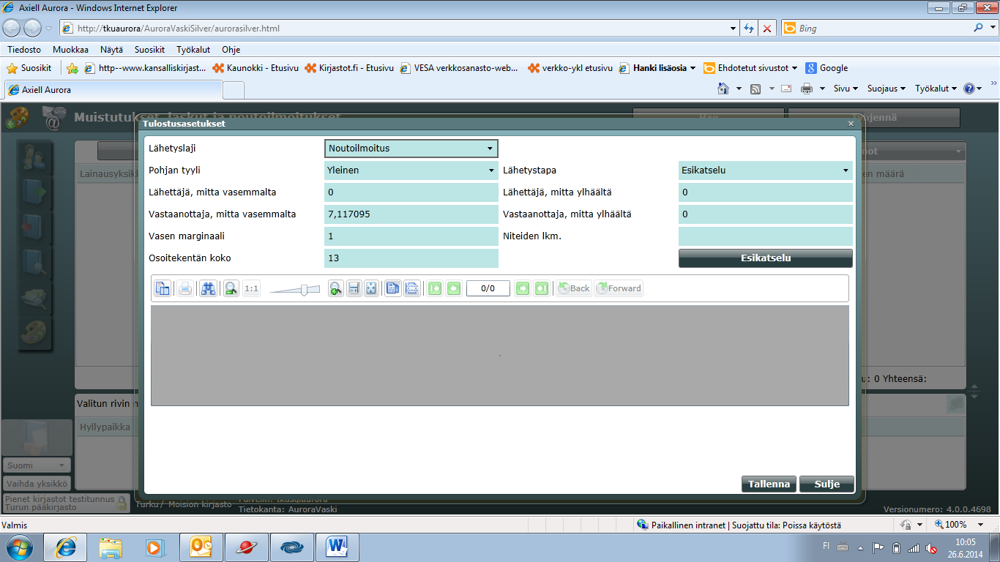 Axiell Aurora - Windows Internet Explorer
http://tkuaurora/AuroraVaskiSilver/aurorasilver.html
Bing
Tiedosto Muokkaa Näytä Suosikit Työkalut Ohje
Suosikit http--www.kansalliskirjast... Kaunokki - Etusivu Kirjastot.fi - Etusivu VESA verkkosanasto-web... verkko-ykl etusivu Hanki lisäosia Ehdotetut sivustot Google
Axiell Aurora
Sivu Suojaus Työkalut
sms
Muistutukset, laskut ja noutoilmoitukset
Tulostusasetukset
Lähetyslaji Noutoilmoitus
Pohjan tyyli Yleinen Lähetystapa Esikatselu
Lähettäjä, mitta vasemmalta 0 Lähettäjä, mitta ylhäältä 0
Vastaanottaja, mitta vasemmalta 7,117095 Vastaanottaja, mitta ylhäältä 0
Vasen marginaali 1 Niteiden lkm.
Osoitekentän koko 13 Esikatselu
1:1 0/0 Back Forward
Yhteensä:
Valitun rivin
Hyllypaikka
Suomi
Vaihda yksikkö
Tallenna Sulje
Pienet kirjastot testitunnus
Turun pääkirjasto
Turku/ Moision kirjasto
Tietokanta: AuroraVaski
Versionumero: 4.0.0.4698
Valmis Paikallinen intranet | Suojattu tila: Poissa käytöstä 100%
FI 10:05
26.6.2014